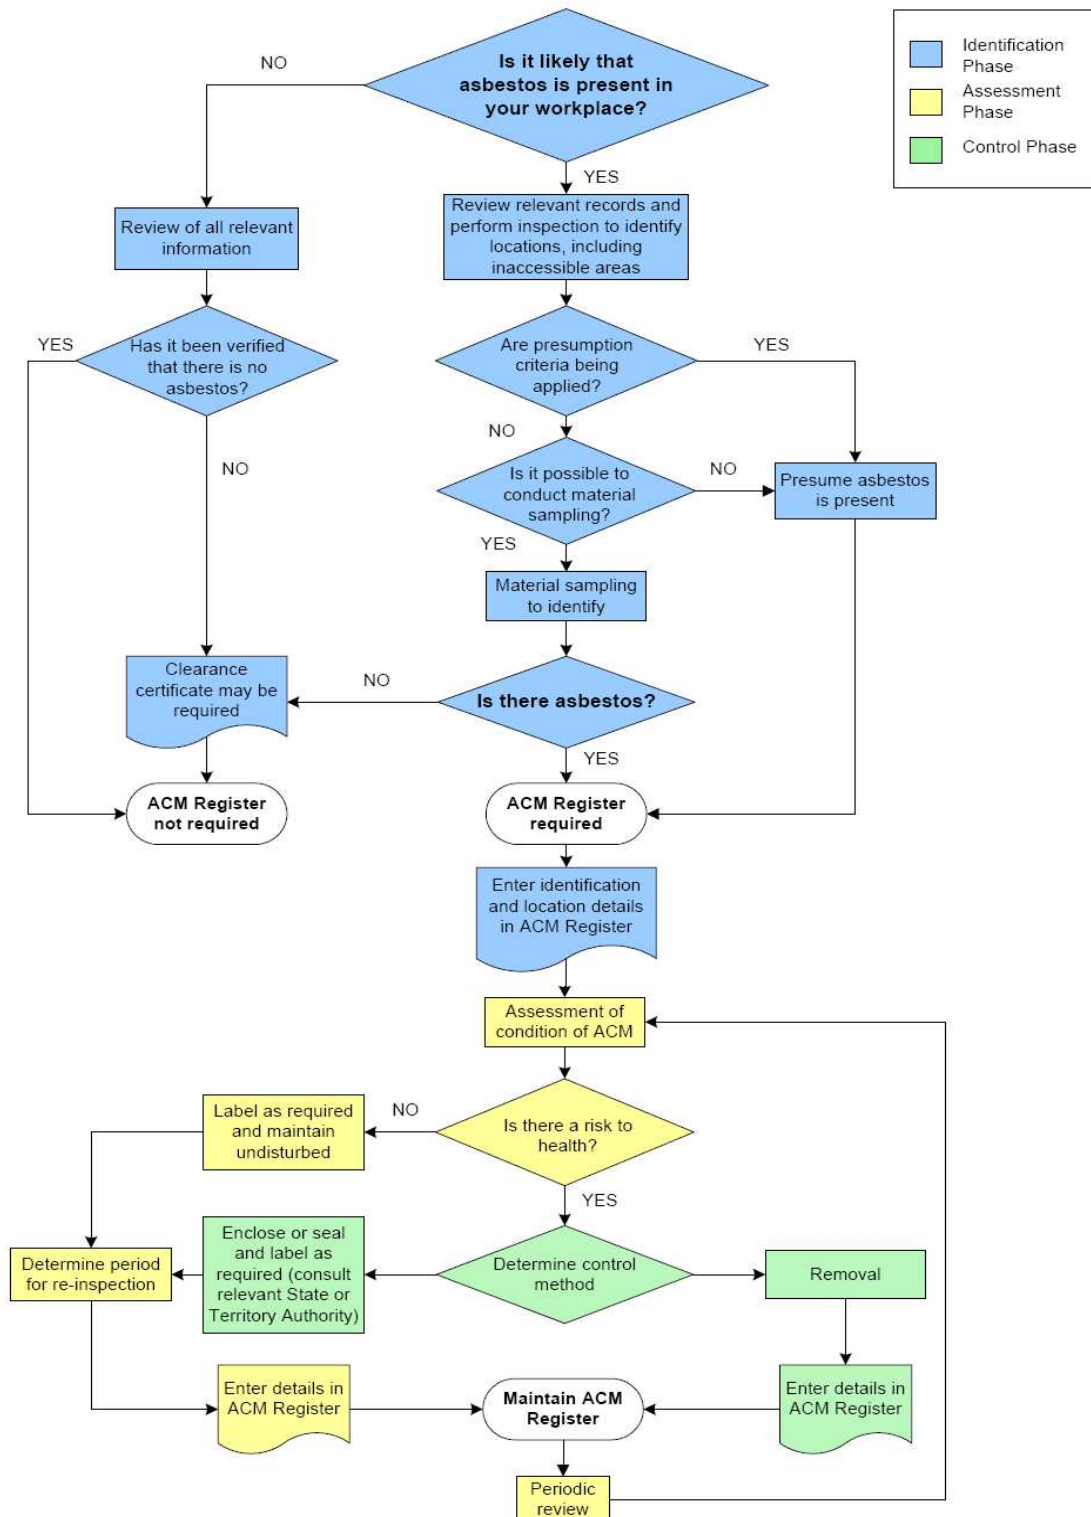 Is it likely that
asbestos is present in
your workplace?
NO
YES
Identification
Phase
Assessment
Phase
Control Phase
Review of all relevant
information
Review relevant records and
perform inspection to identify
locations, including
inaccessible areas
YES
Has it been verified
that there is no
asbestos?
NO
Are presumption
criteria being
applied?
YES
NO
Is it possible to
conduct material
sampling?
NO
Presume asbestos
is present
YES
Material sampling
to identify
Clearance
certificate may be
required
NO
Is there asbestos?
YES
ACM Register
not required
ACM Register
required
Enter identification
and location details
in ACM Register
Assessment of
condition of ACM
Label as required
and maintain
undisturbed
NO
Is there a risk to
health?
YES
Determine period
for re-inspection
Enclose or seal
and label as
required (consult
relevant State or
Territory Authority)
Determine control
method
Removal
Enter details in
ACM Register
Maintain ACM
Register
Enter details in
ACM Register
Periodic
review